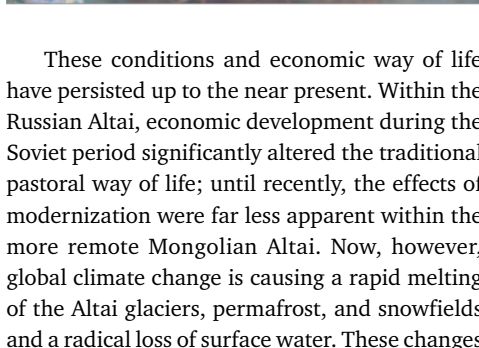 These conditions and economic way of life
have persisted up to the near present. Within the
Russian Altai, economic development during the
Soviet period significantly altered the traditional
pastoral way of life; until recently, the effects of
modernization were far less apparent within the
more remote Mongolian Altai. Now, however,
global climate change is causing a rapid melting
of the Altai glaciers, permafrost, and snowfields
and a radical loss of surface water. These changes